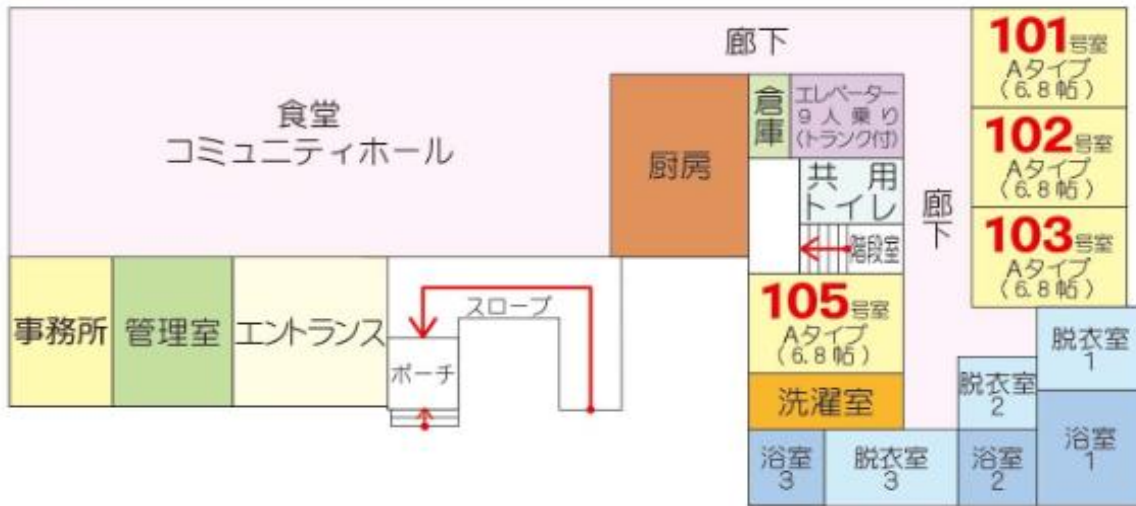 廊下
101号室
Aタイプ
(6.8帖)
食堂
コミュニティホール
厨房
倉庫
エレベーター
9人乗り
(トランク付)
102号室
Aタイプ
(6.8帖)
共用
トイレ
廊下
階段室
103号室
Aタイプ
(6.8帖)
事務所
管理室
エントランス
スロープ
ポーチ
105号室
Aタイプ
(6.8帖)
脱衣室
1
脱衣室
2
洗濯室
浴室
3
脱衣室
3
浴室
2
浴室
1